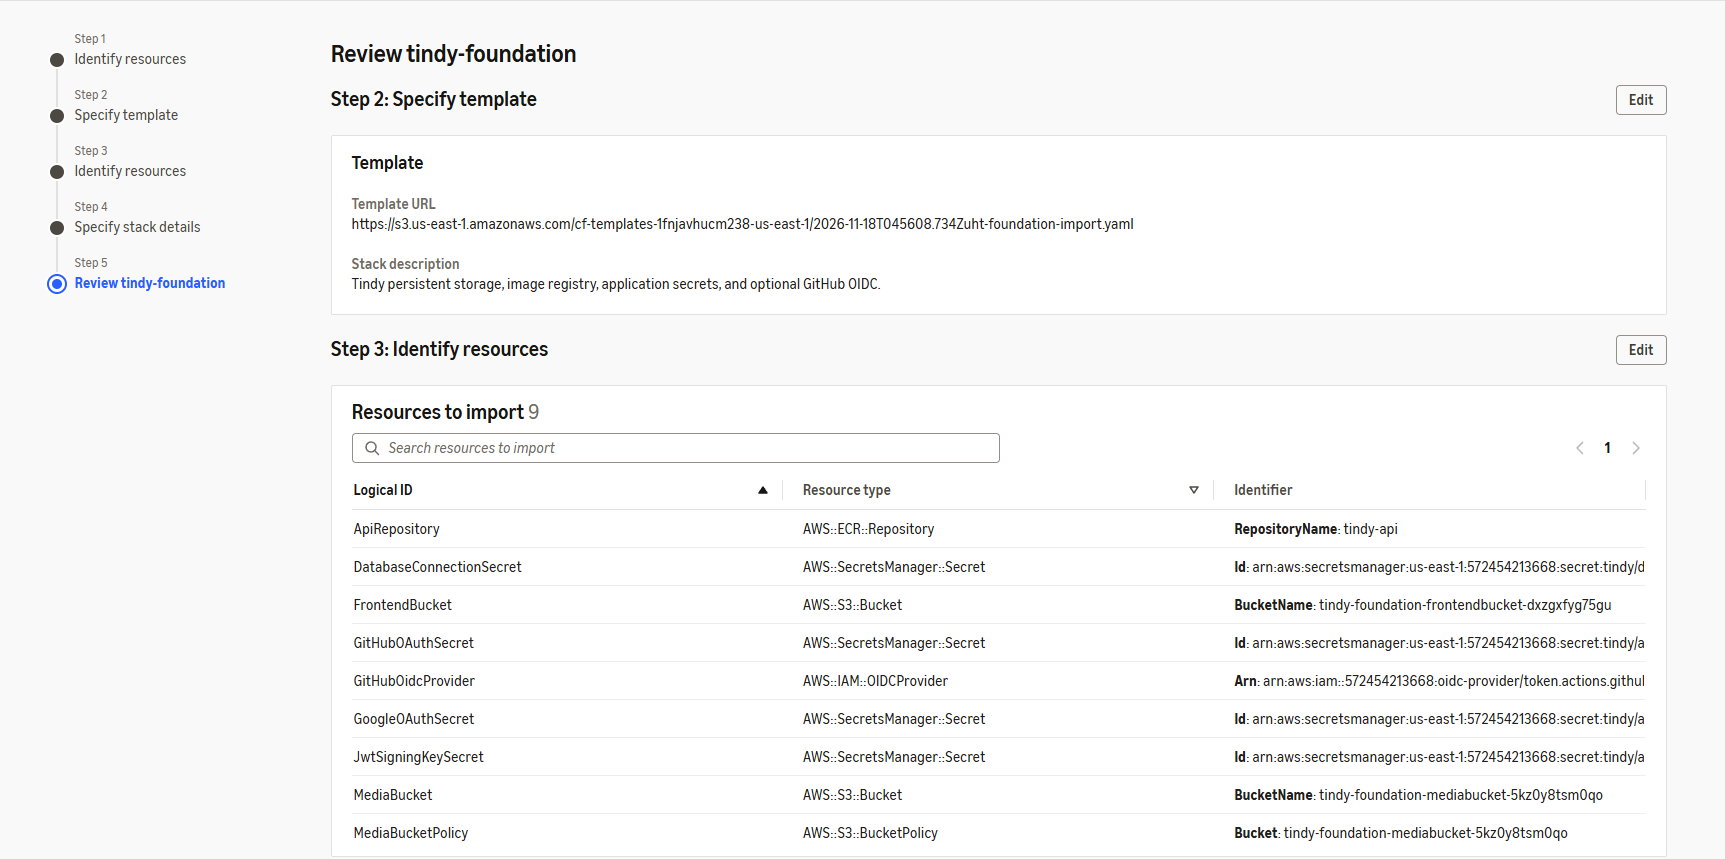 Step 1
Identify resources
Step 2
Specify template
Step 3
Identify resources
Step 4
Specify stack details
Step 5
Review tindy-foundation
Review tindy-foundation
Step 2: Specify template
Edit
Template
Template URL
https://s3.us-east-1.amazonaws.com/cf-templates-1fnjavhucm238-us-east-1/2026-11-18T045608.734Zuht-foundation-import.yaml
Stack description
Tindy persistent storage, image registry, application secrets, and optional GitHub OIDC.
Step 3: Identify resources
Edit
Resources to import 9
Search resources to import
1
Logical ID Resource type Identifier
ApiRepository AWS::ECR::Repository RepositoryName: tindy-api
DatabaseConnectionSecret AWS::SecretsManager::Secret Id: arn:aws:secretsmanager:us-east-1:572454213668:secret:tindy/d
FrontendBucket AWS::S3::Bucket BucketName: tindy-foundation-frontendbucket-dxzgxfyg75gu
GitHubOAuthSecret AWS::SecretsManager::Secret Id: arn:aws:secretsmanager:us-east-1:572454213668:secret:tindy/a
GitHubOidcProvider AWS::IAM::OIDCProvider Arn: arn:aws:iam::572454213668:oidc-provider/token.actions.githu
GoogleOAuthSecret AWS::SecretsManager::Secret Id: arn:aws:secretsmanager:us-east-1:572454213668:secret:tindy/a
JwtSigningKeySecret AWS::SecretsManager::Secret Id: arn:aws:secretsmanager:us-east-1:572454213668:secret:tindy/a
MediaBucket AWS::S3::Bucket BucketName: tindy-foundation-mediabucket-5kz0y8tsm0qo
MediaBucketPolicy AWS::S3::BucketPolicy Bucket: tindy-foundation-mediabucket-5kz0y8tsm0qo